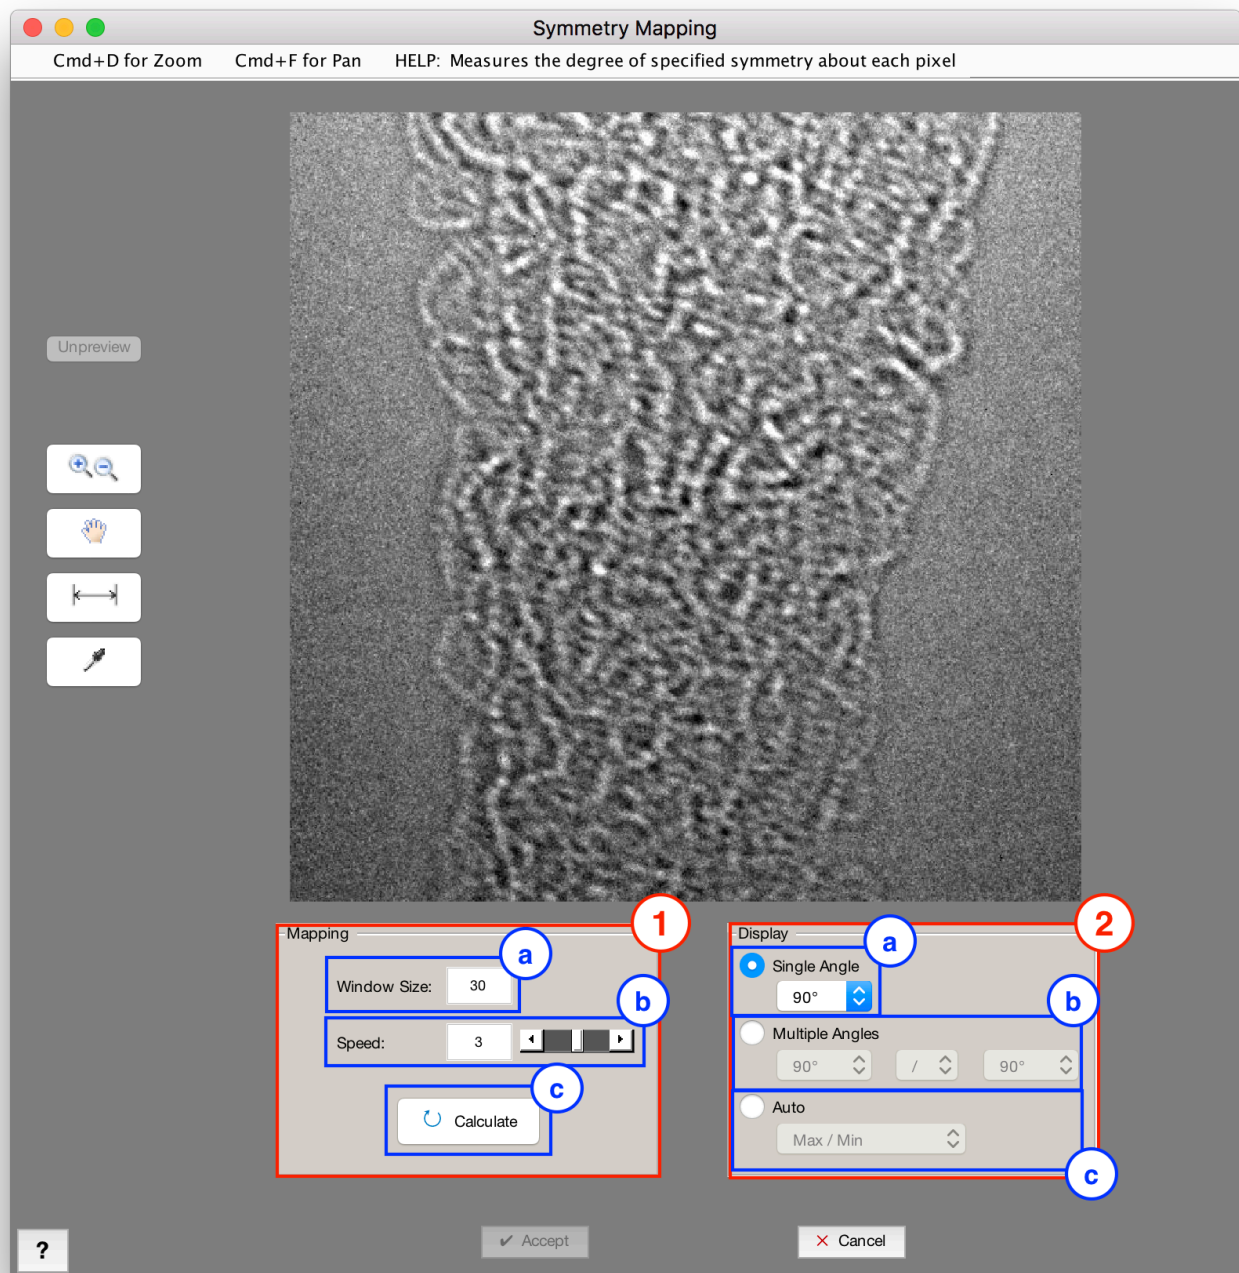 Symmetry Mapping
Cmd+D for Zoom Cmd+F for Pan HELP: Measures the degree of specified symmetry about each pixel
Unpreview
1
2
Mapping
Display
a
a
Single Angle
Window Size: 30
90°
b
b
Speed: 3
Multiple Angles
90° / 90°
c
Calculate
Auto
Max / Min
c
?
Accept
Cancel